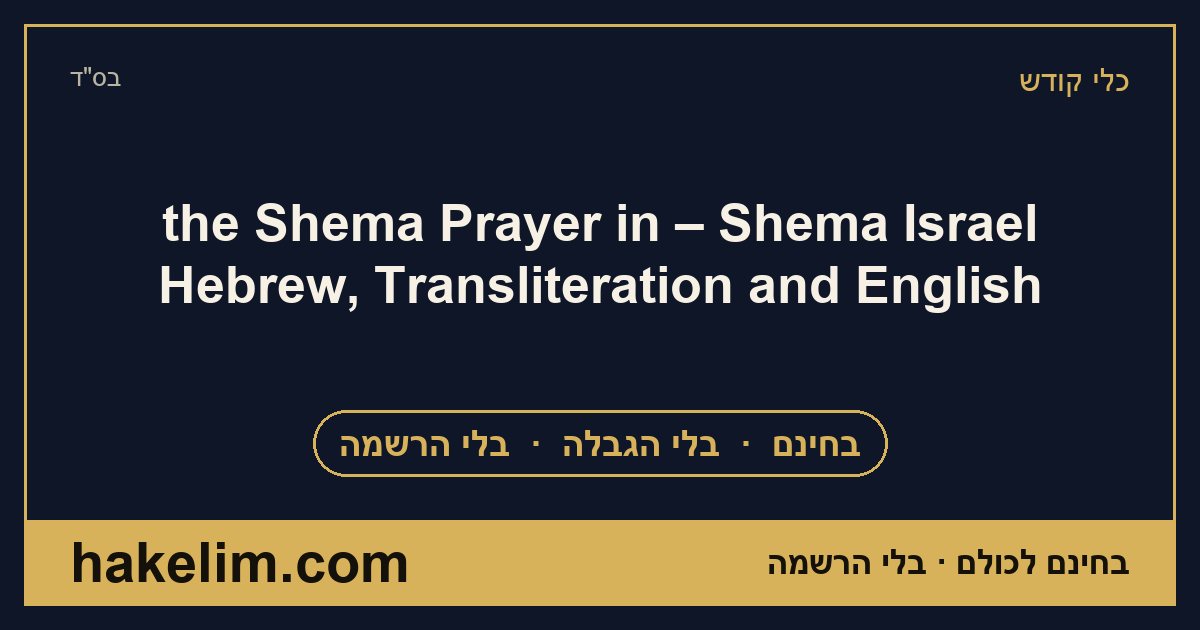 כלי קודש
בס"ד
the Shema Prayer in – Shema Israel
Hebrew, Transliteration and English
בחינם · בלי הגבלה · בלי הרשמה
hakelim.com
בחינם לכולם · בלי הרשמה